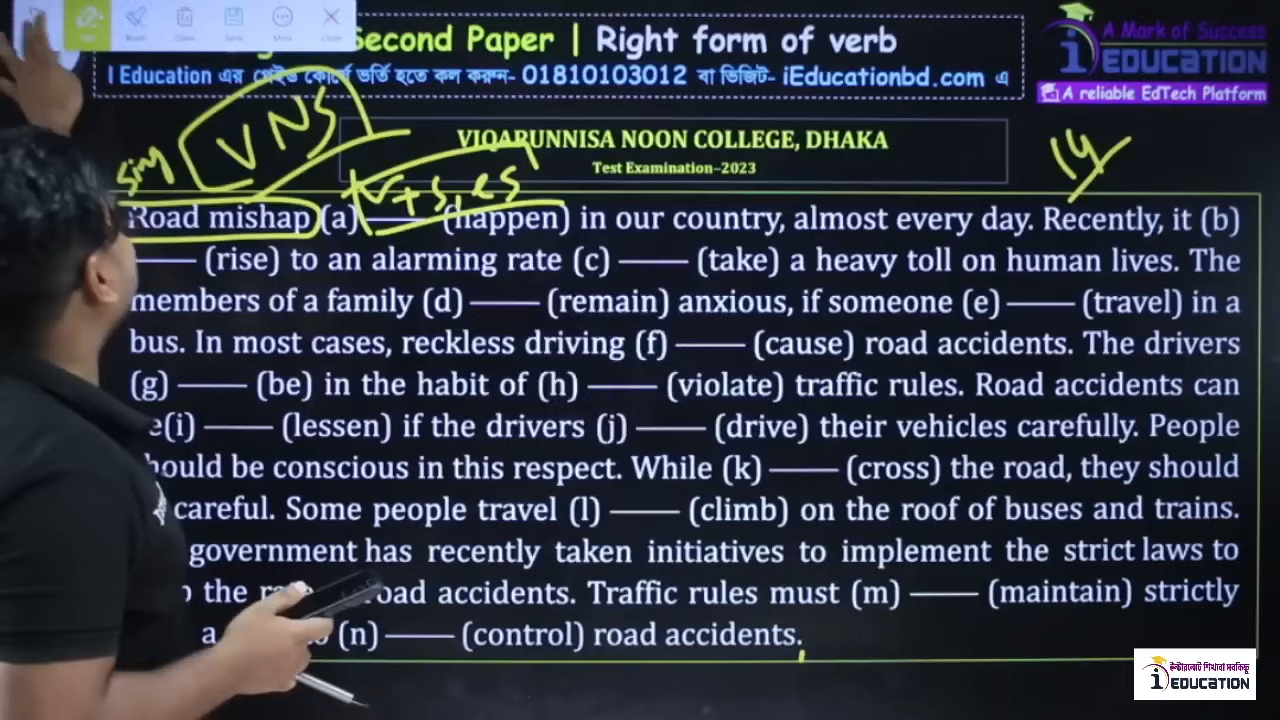 Second Paper | Right form of verb
I Education এর পেইড কোর্সে ভর্তি হতে কল করুন- 01810103012 বা ভিজিট- iEducationbd.com এ
A Mark of Success
iEDUCATION
A reliable EdTech Platform
VNS
VIQARUNNISA NOON COLLEGE, DHAKA
Test Examination–2023
14
sing
V+s, es
Road mishap (a) —— (happen) in our country, almost every day. Recently, it (b)
—— (rise) to an alarming rate (c) —— (take) a heavy toll on human lives. The
members of a family (d) —— (remain) anxious, if someone (e) —— (travel) in a
bus. In most cases, reckless driving (f) —— (cause) road accidents. The drivers
(g) —— (be) in the habit of (h) —— (violate) traffic rules. Road accidents can
e(i) —— (lessen) if the drivers (j) —— (drive) their vehicles carefully. People
hould be conscious in this respect. While (k) —— (cross) the road, they should
careful. Some people travel (l) —— (climb) on the roof of buses and trains.
government has recently taken initiatives to implement the strict laws to
the road accidents. Traffic rules must (m) —— (maintain) strictly
a (n) —— (control) road accidents.
ইন্টারনেটে শিখারা সবকিছু
iEDUCATION